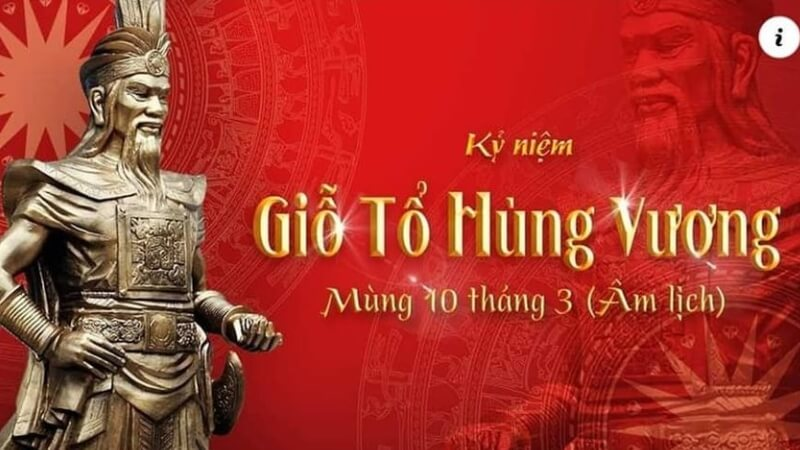 Kỷ niệm
Giỗ Tổ Hùng Vương
Mùng 10 tháng 3 (Âm lịch)